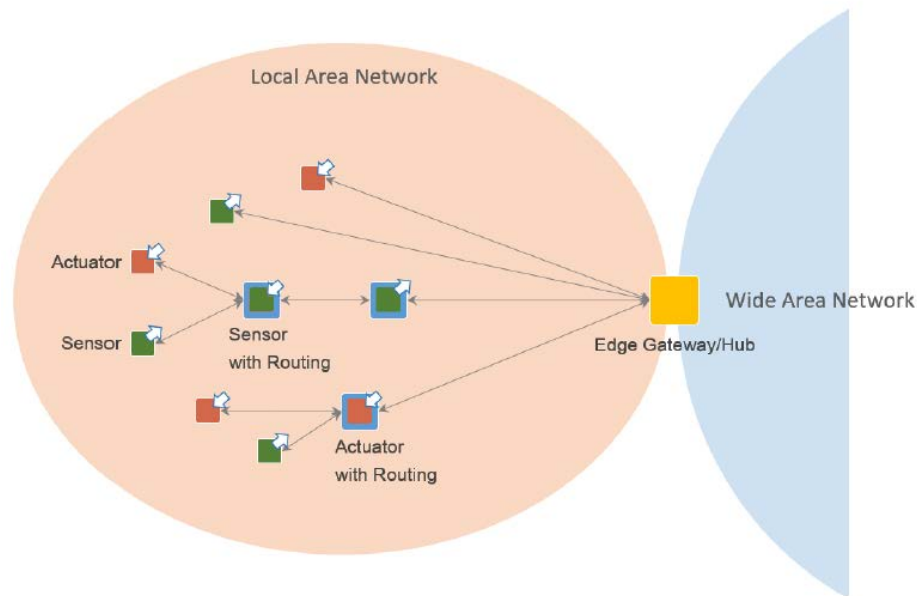 Local Area Network
Actuator
Sensor
Sensor
with Routing
Wide Area Network
Edge Gateway/Hub
Actuator
with Routing